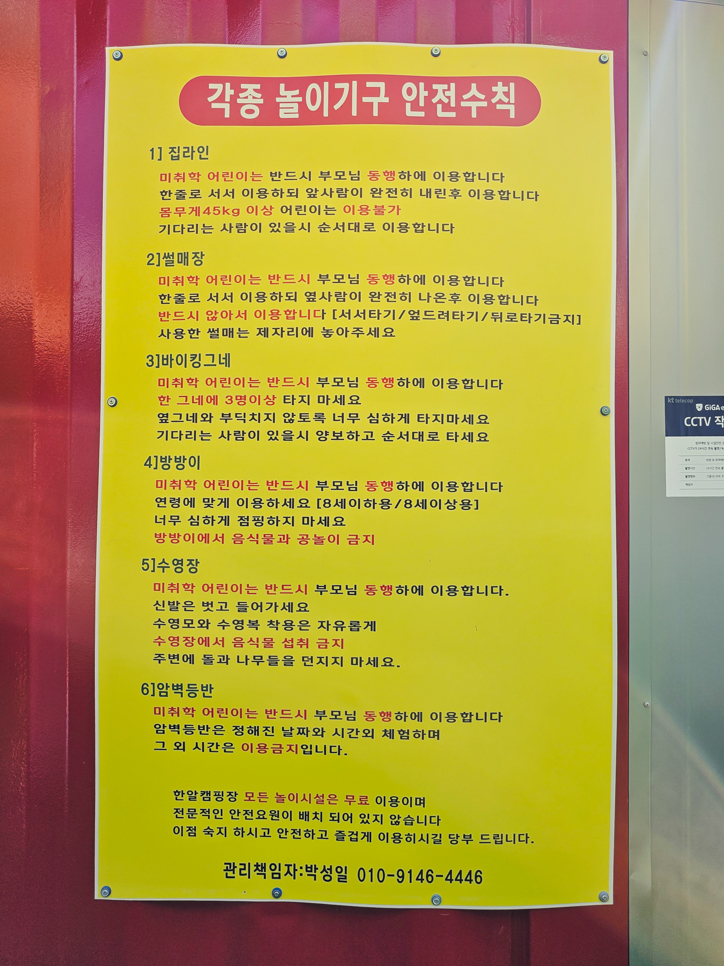 각종 놀이기구 안전수칙
1] 집라인
미취학 어린이는 반드시 부모님 동행하에 이용합니다
한줄로 서서 이용하되 앞사람이 완전히 내린후 이용합니다
몸무게45kg 이상 어린이는 이용불가
기다리는 사람이 있을시 순서대로 이용합니다
2]썰매장
미취학 어린이는 반드시 부모님 동행하에 이용합니다
한줄로 서서 이용하되 옆사람이 완전히 나온후 이용합니다
반드시 않아서 이용합니다 [서서타기/엎드려타기/뒤로타기금지]
사용한 썰매는 제자리에 놓아주세요
3]바이킹그네
미취학 어린이는 반드시 부모님 동행하에 이용합니다
한 그네에 3명이상 타지 마세요
옆그네와 부딕치지 않토록 너무 심하게 타지마세요
기다리는 사람이 있을시 양보하고 순서대로 타세요
4]방방이
미취학 어린이는 반드시 부모님 동행하에 이용합니다
연령에 맞게 이용하세요 [8세이하용/8세이상용]
너무 심하게 점핑하지 마세요
방방이에서 음식물과 공놀이 금지
5]수영장
미취학 어린이는 반드시 부모님 동행하에 이용합니다.
신발은 벗고 들어가세요
수영모와 수영복 착용은 자유롭게
수영장에서 음식물 섭취 금지
주변에 돌과 나무들을 던지지 마세요.
6]암벽등반
미취학 어린이는 반드시 부모님 동행하에 이용합니다
암벽등반은 정해진 날짜와 시간외 체험하며
그 외 시간은 이용금지입니다.
한알캠핑장 모든 놀이시설은 무료 이용이며
전문적인 안전요원이 배치 되어 있지 않습니다
이점 숙지 하시고 안전하고 즐겁게 이용히시길 당부 드립니다.
관리책임자:박성일 010-9146-4446
kt telecop
GiGA
CCTV